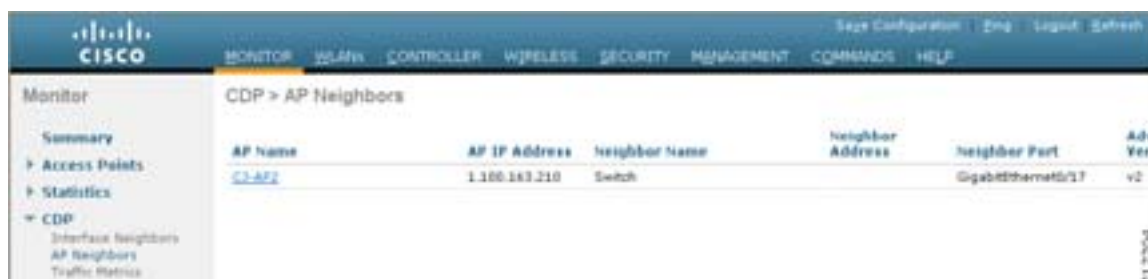 Save Configuration Ping Logout Refresh
CISCO
MONITOR WLANs CONTROLLER WIRELESS SECURITY MANAGEMENT COMMANDS HELP
Monitor
Summary
Access Points
Statistics
CDP
Interface Neighbors
AP Neighbors
Traffic Metrics
CDP > AP Neighbors
AP Name AP IP Address Neighbor Name Neighbor Address Neighbor Port
C3-AP2 1.100.163.210 Switch GigabitEthernet0/17 v2